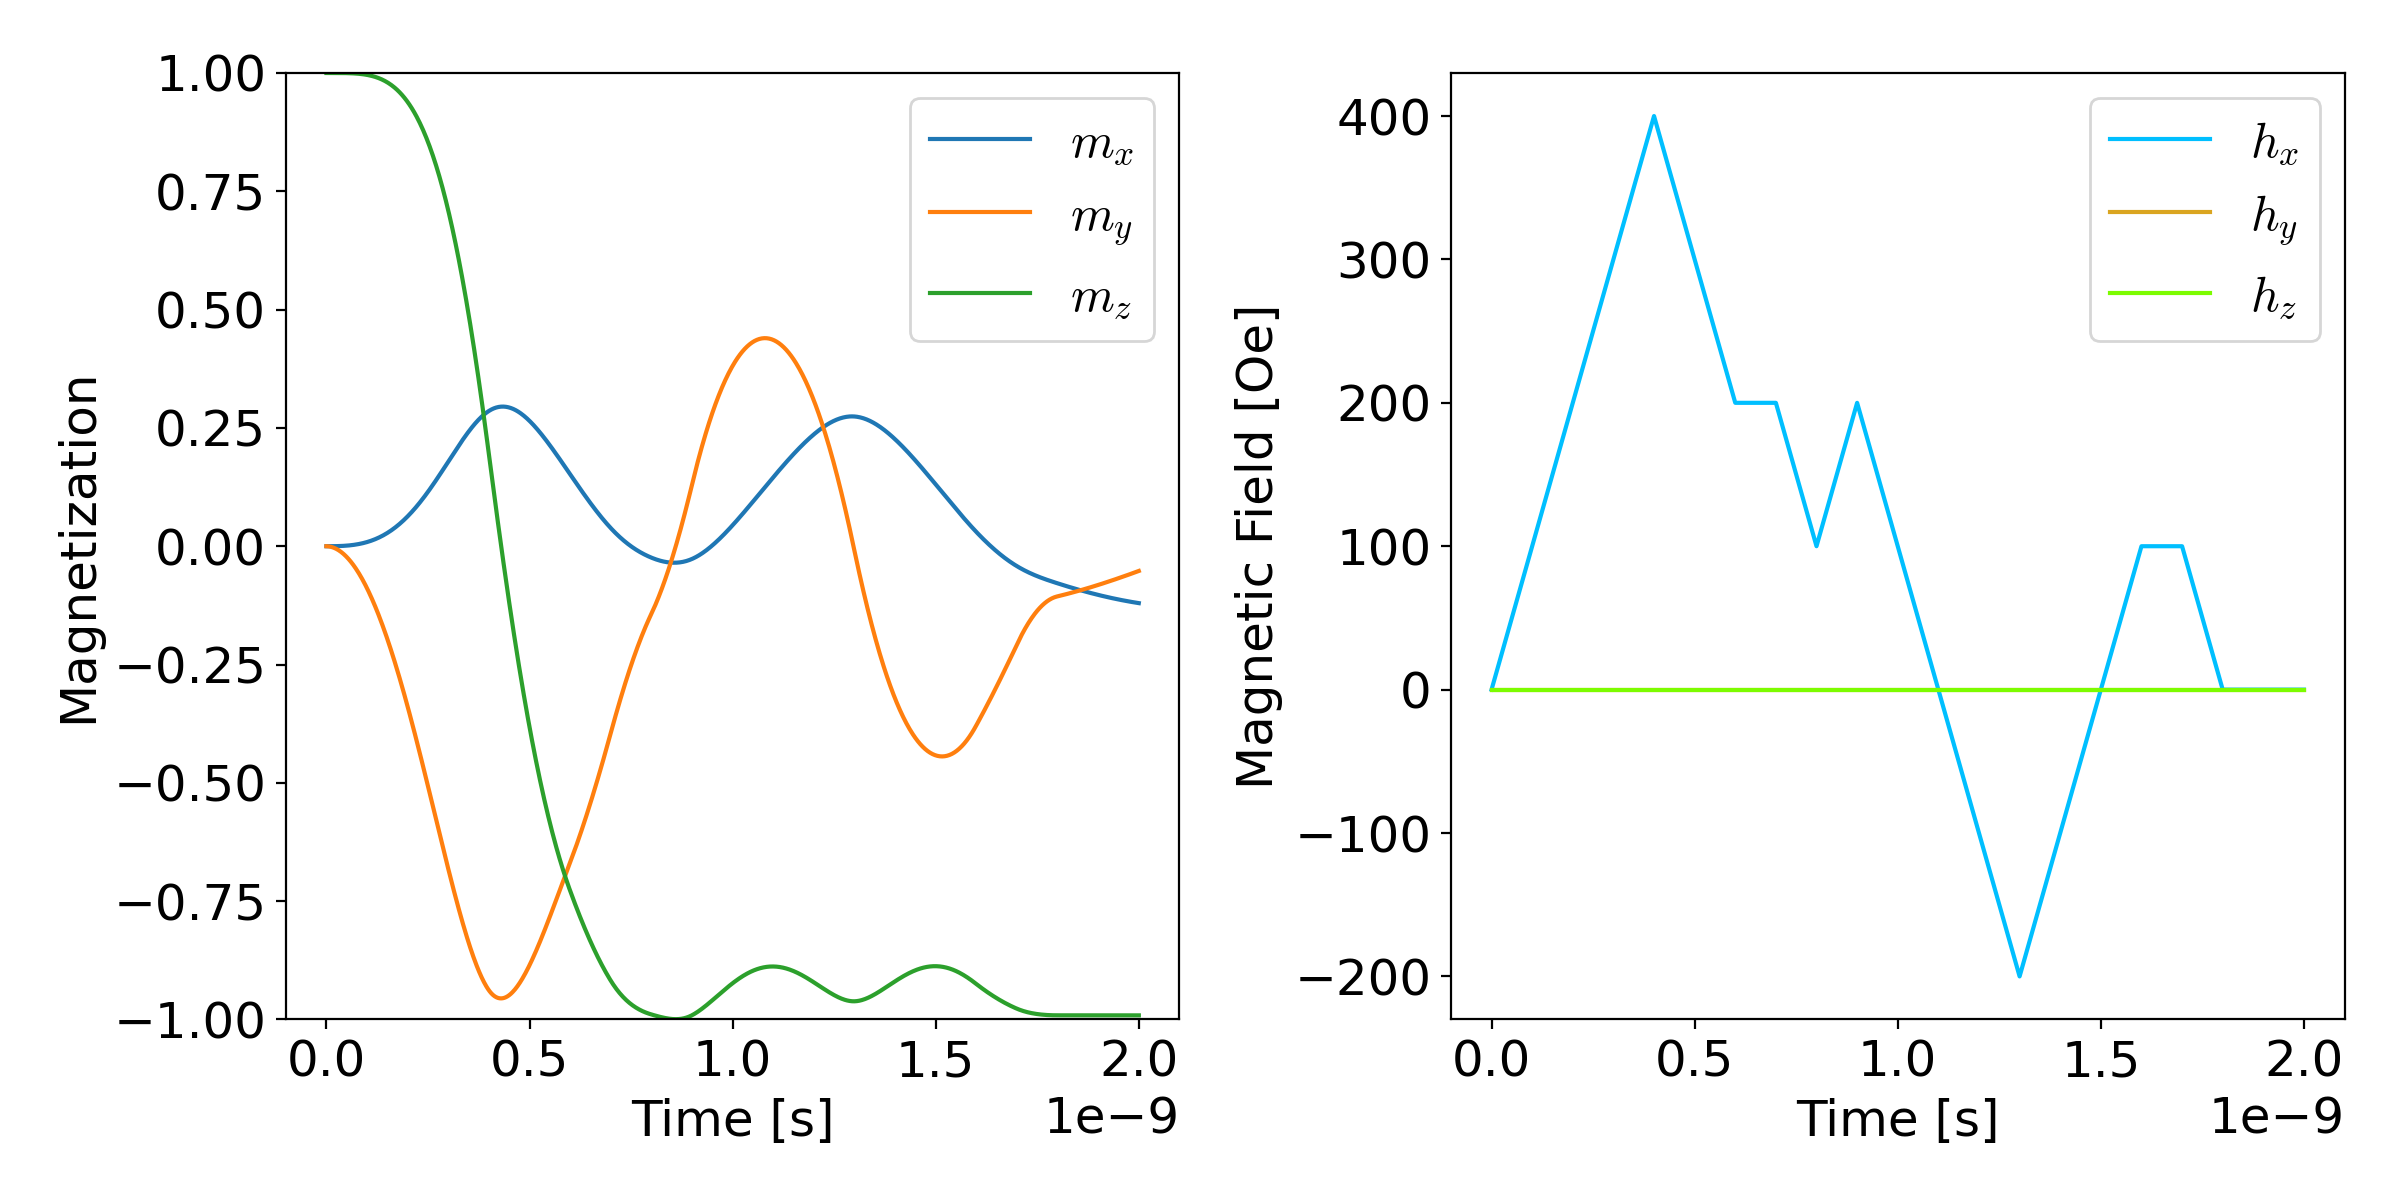 1.00
0.75
0.50
0.25
0.00
−0.25
−0.50
−0.75
−1.00
Magnetization
0.0 0.5 1.0 1.5 2.0
Time [s]
1e−9
m_x
m_y
m_z
400
300
200
100
0
−100
−200
Magnetic Field [Oe]
0.0 0.5 1.0 1.5 2.0
Time [s]
1e−9
h_x
h_y
h_z